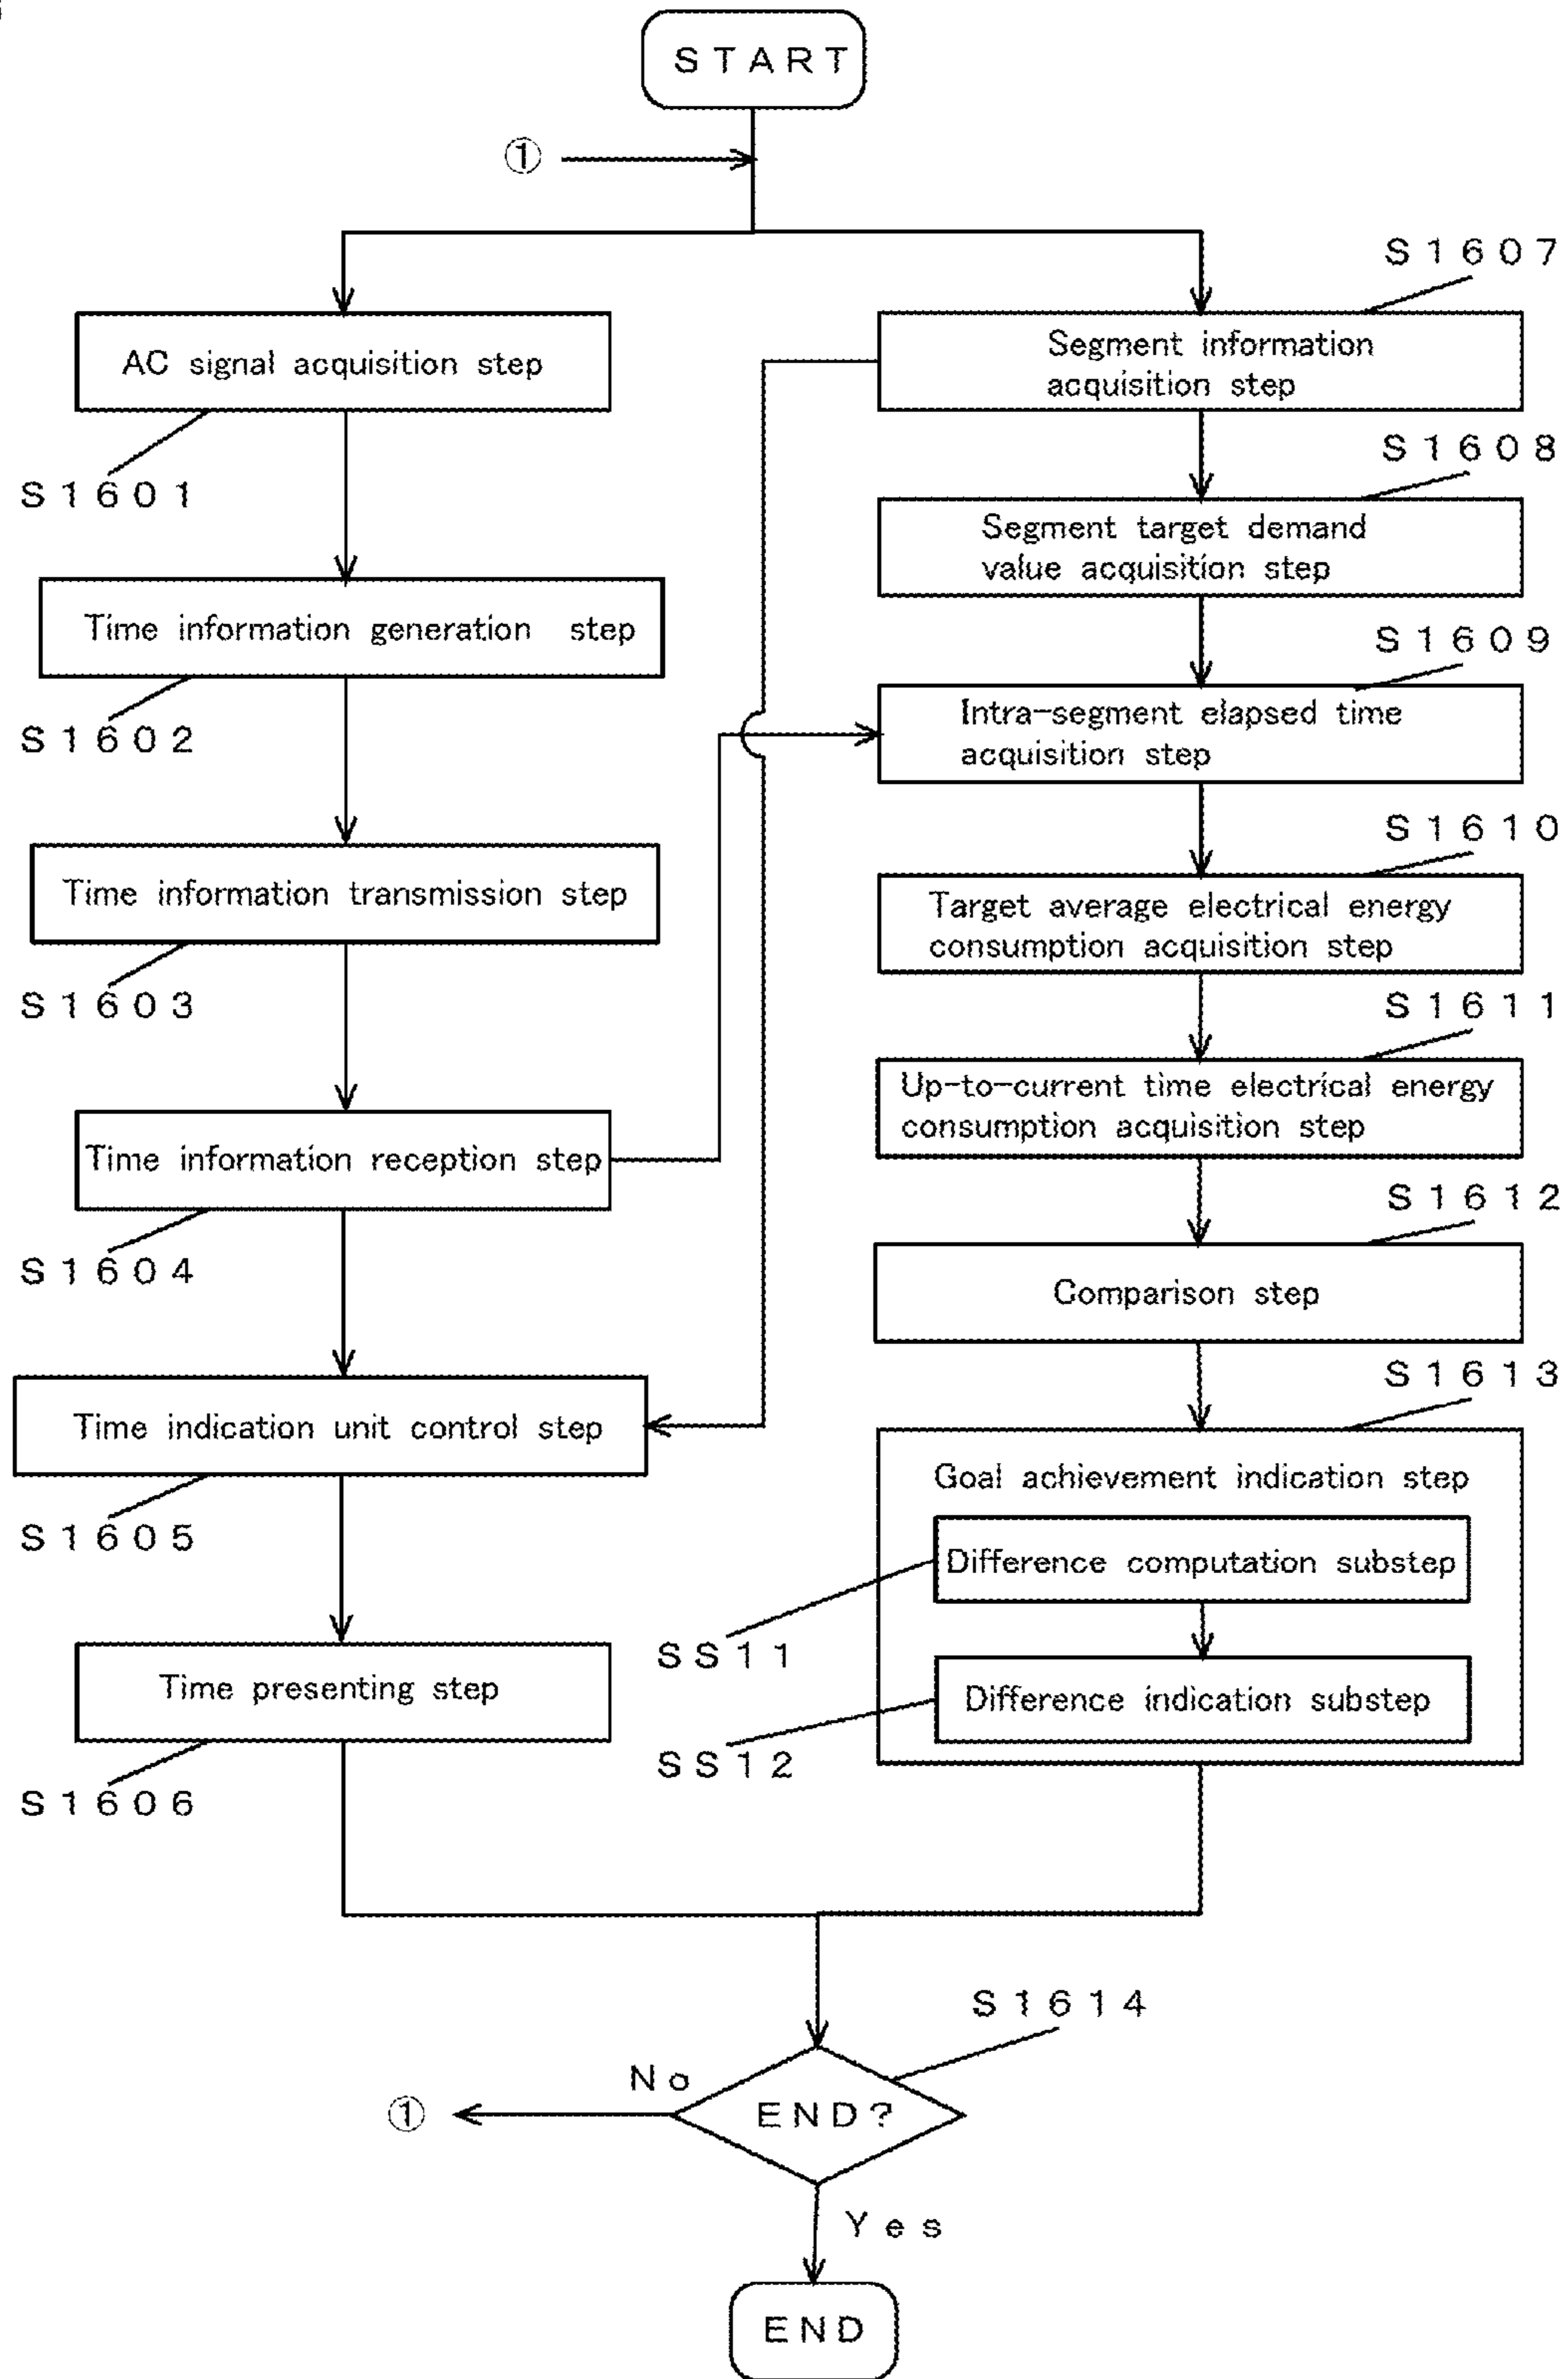 START
①
S1607
Segment information
acquisition step
AC signal acquisition step
S1601
S1608
Segment target demand
value acquisition step
Time information generation step
S1602
S1609
Intra-segment elapsed time
acquisition step
S1610
Target average electrical energy
consumption acquisition step
Time information transmission step
S1603
S1611
Up-to-current time electrical energy
consumption acquisition step
Time information reception step
S1604
S1612
Comparison step
S1613
Time indication unit control step
S1605
Goal achievement indication step
Difference computation substep
SS11
Difference indication substep
SS12
Time presenting step
S1606
S1614
No
①
END?
Yes
END